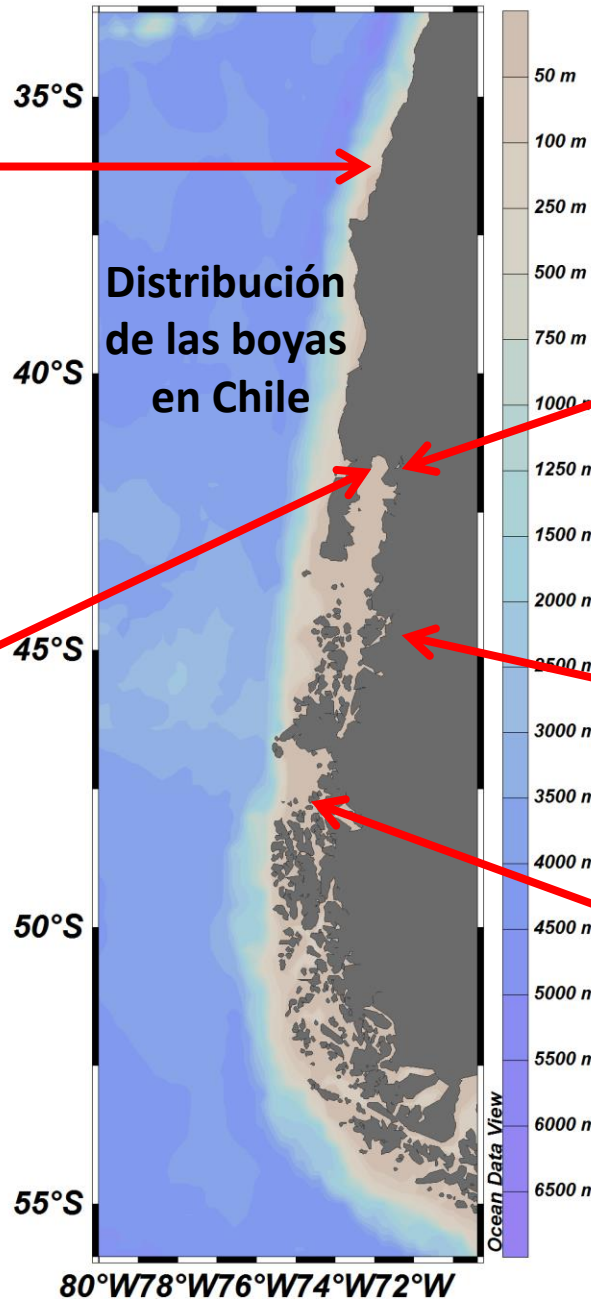 35°S
40°S
45°S
50°S
55°S
Distribución
de las boyas
en Chile
80°W78°W76°W74°W72°W
50 m
100 m
250 m
500 m
750 m
1000 m
1250 m
1500 m
2000 m
2500 m
3000 m
3500 m
4000 m
4500 m
5000 m
5500 m
6000 m
6500 m
Ocean Data View